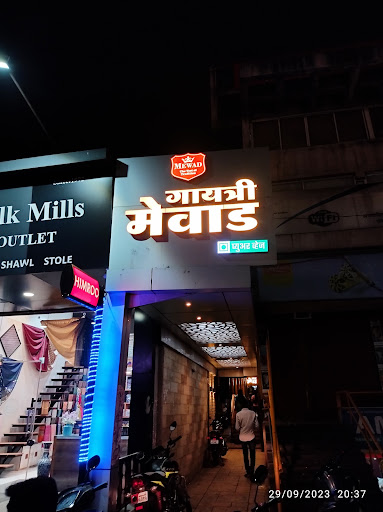 MEWAD
गायत्री
मेवाड
प्युअर व्हेज
lk Mills
OUTLET
SHAWL STOLE
HIMROO
29/09/2023 20:37